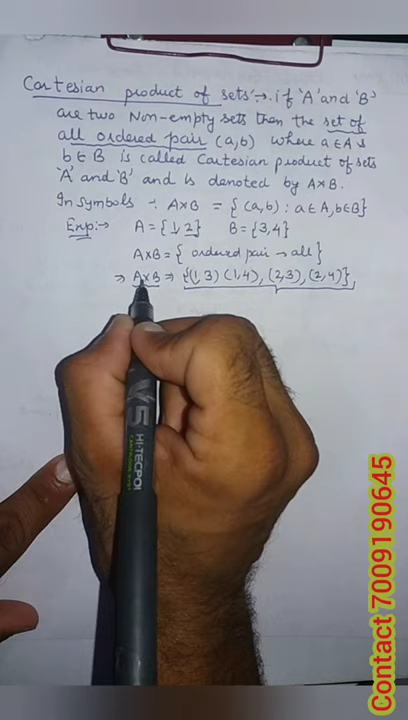 Cartesian product of sets → . if 'A' and 'B'
are two Non-empty sets then the set of
all ordered pair (a,b) where a∈A &
b∈B is called Cartesian product of sets
'A' and 'B' and is denoted by A×B.
In Symbols :- A×B = {(a,b) : a∈A, b∈B}
Exp:→ A = {1,2} B = {3,4}
A×B = { ordered pair → all}
⇒ A×B ⇒ {(1,3) (1,4), (2,3), (2,4)}
V5
HI-TECPOINT
Contact 7009190645